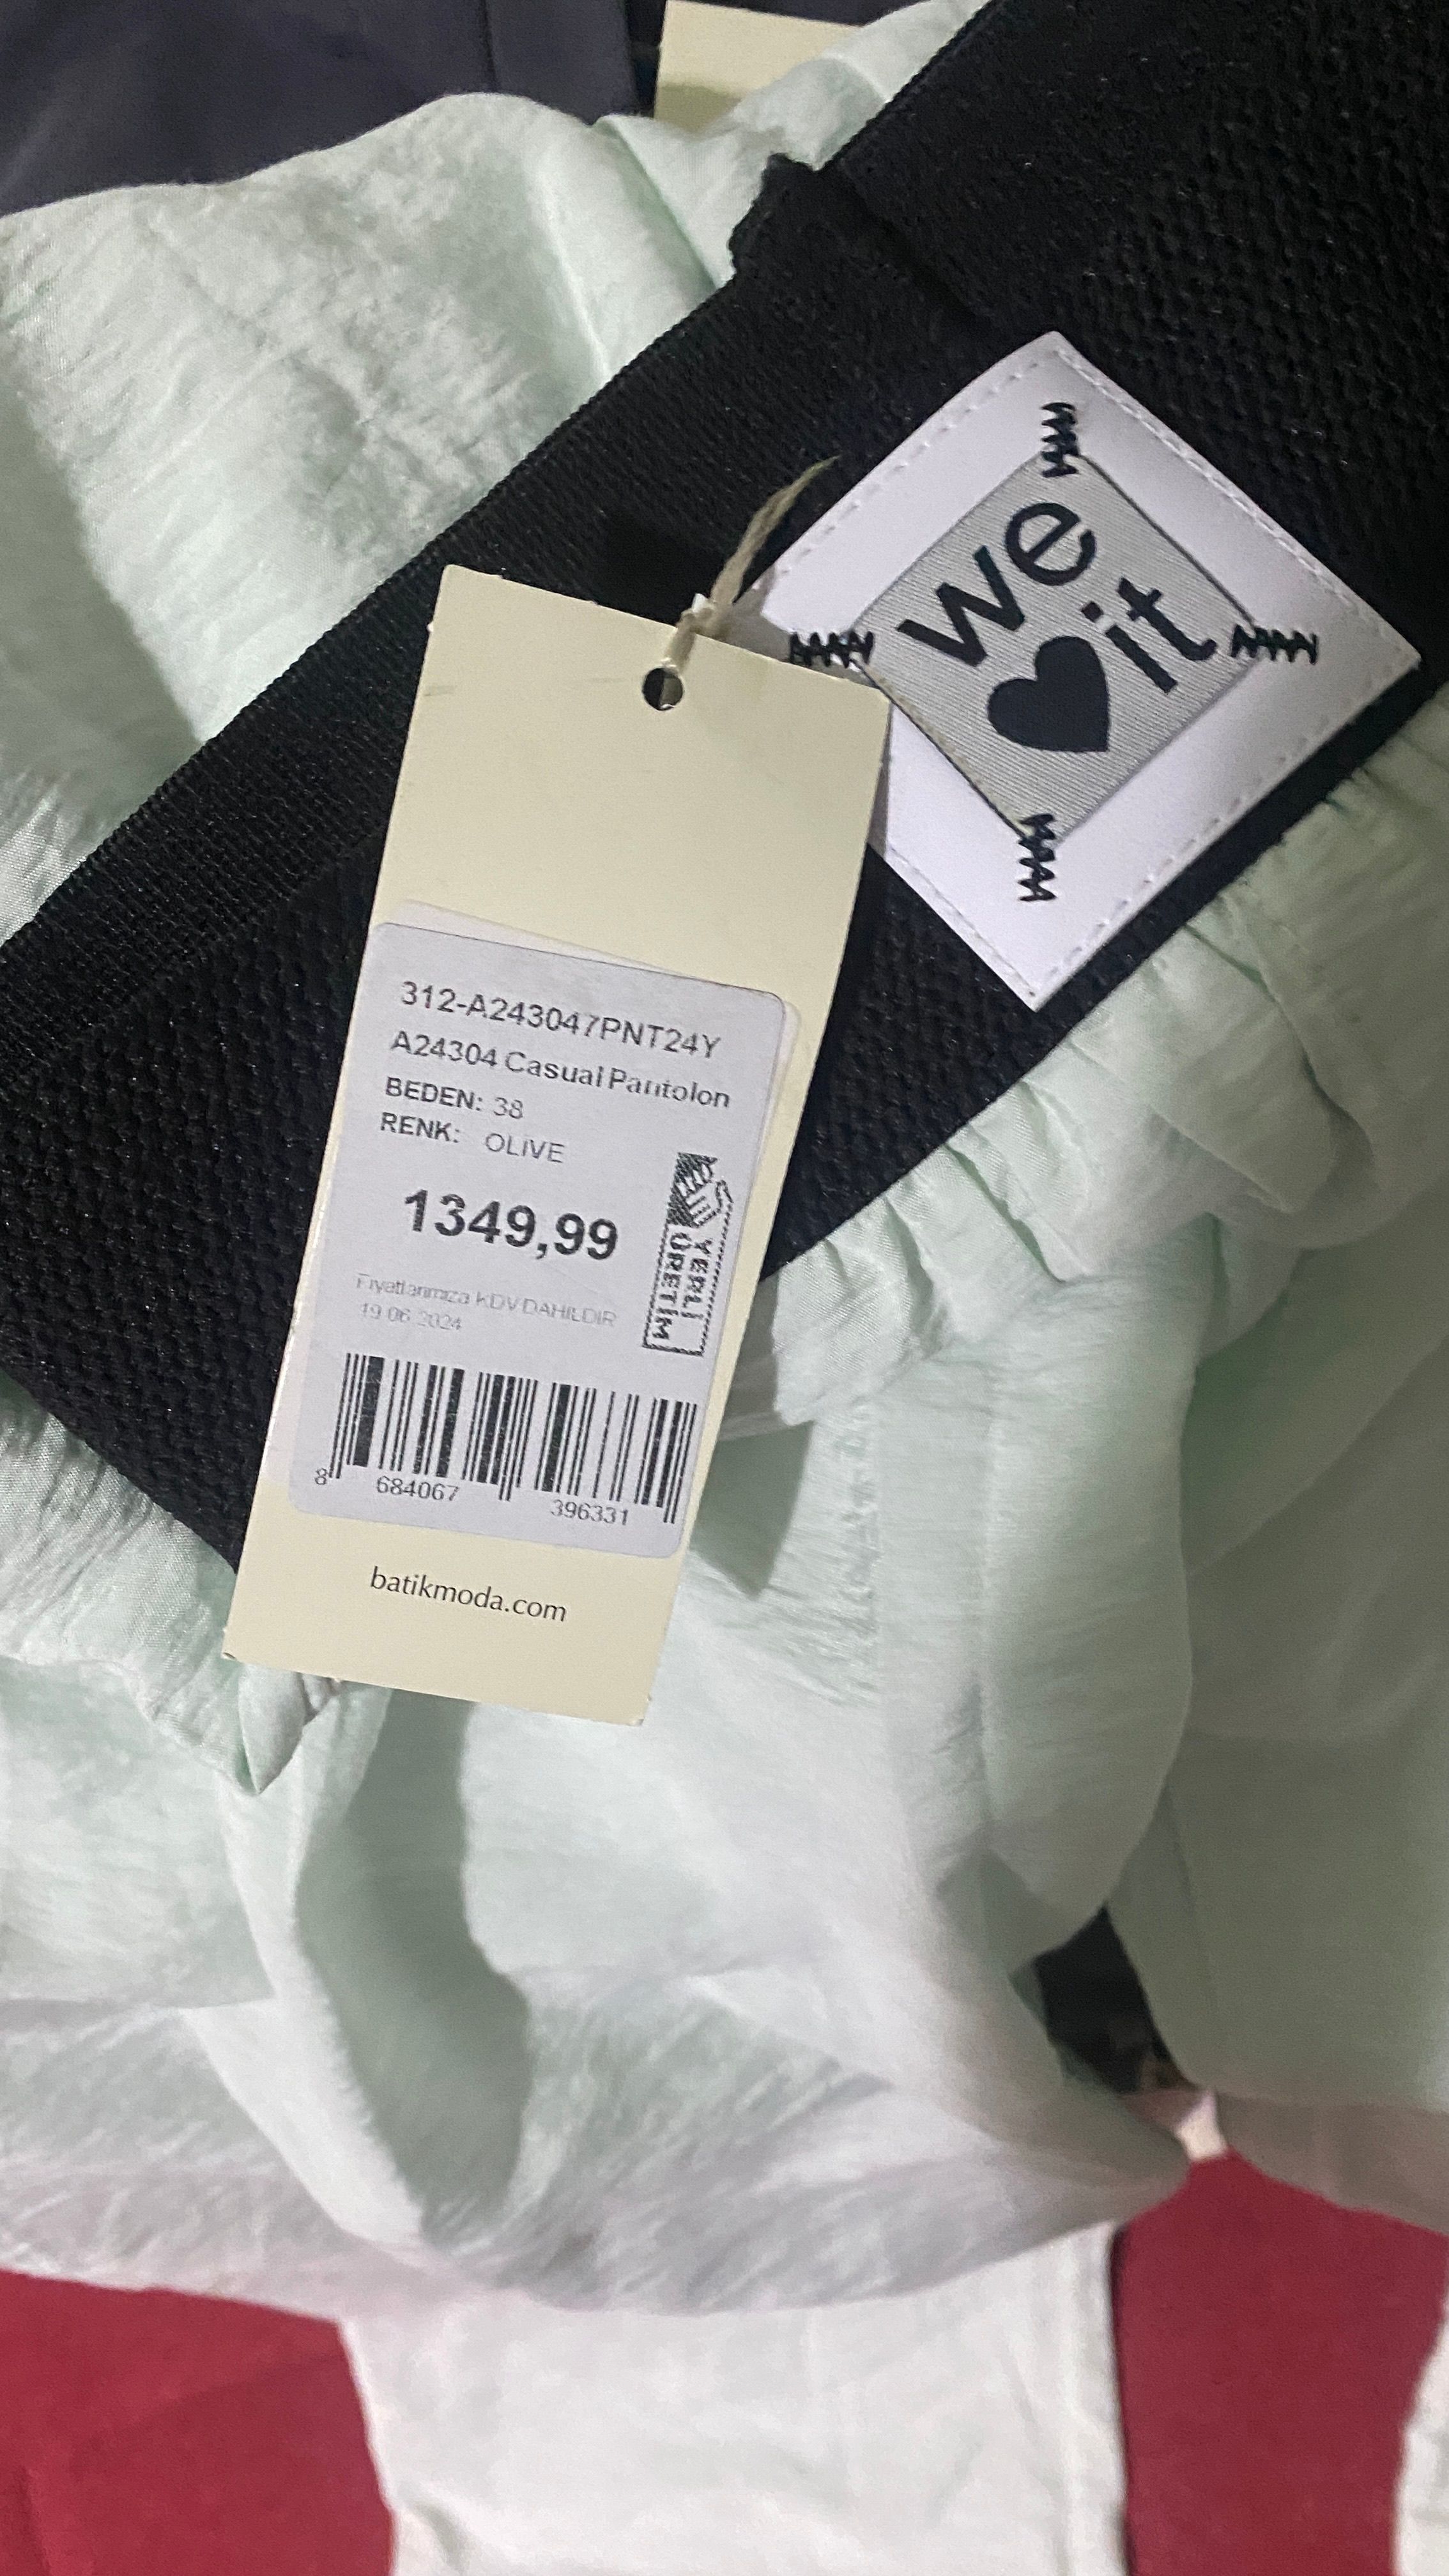 we
♥it
312-A243047PNT24Y
A24304 Casual Pantolon
BEDEN: 38
RENK: OLIVE
1349,99
YERLİ
ÜRETİM
Fiyatlarımıza KDV DAHİLDİR
19.06.2024
8 684067 396331
batikmoda.com